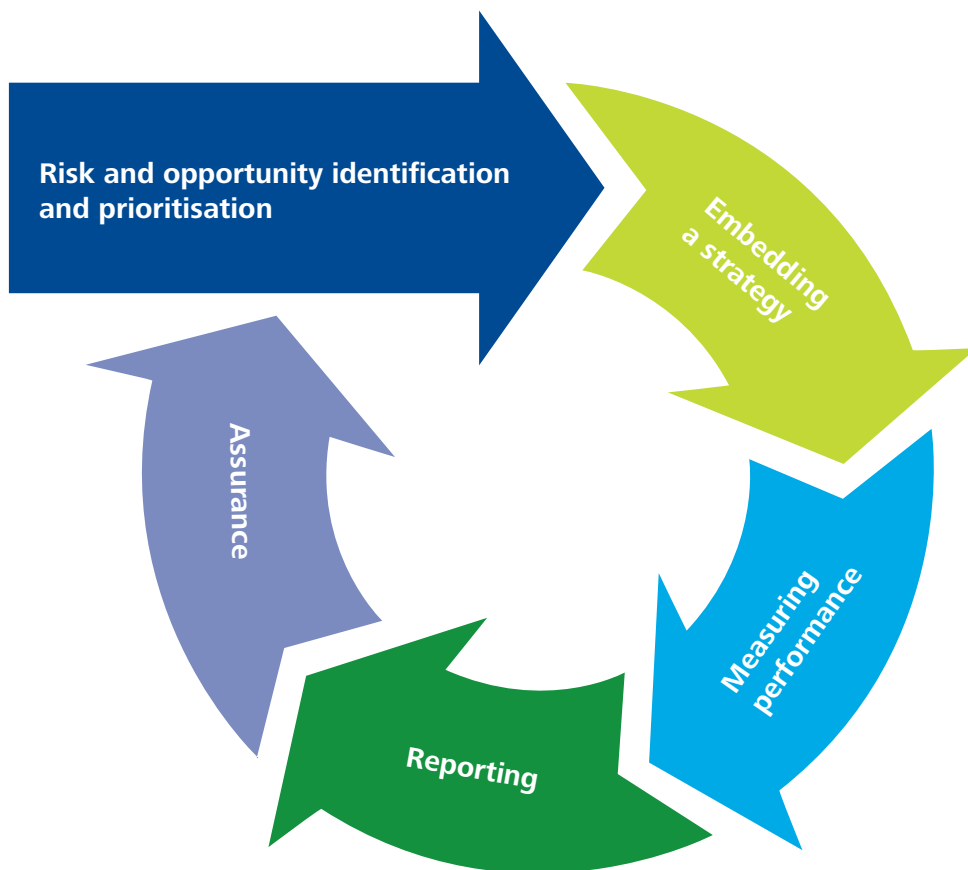 Risk and opportunity identification
and prioritisation
Embedding
a strategy
Measuring
performance
Reporting
Assurance